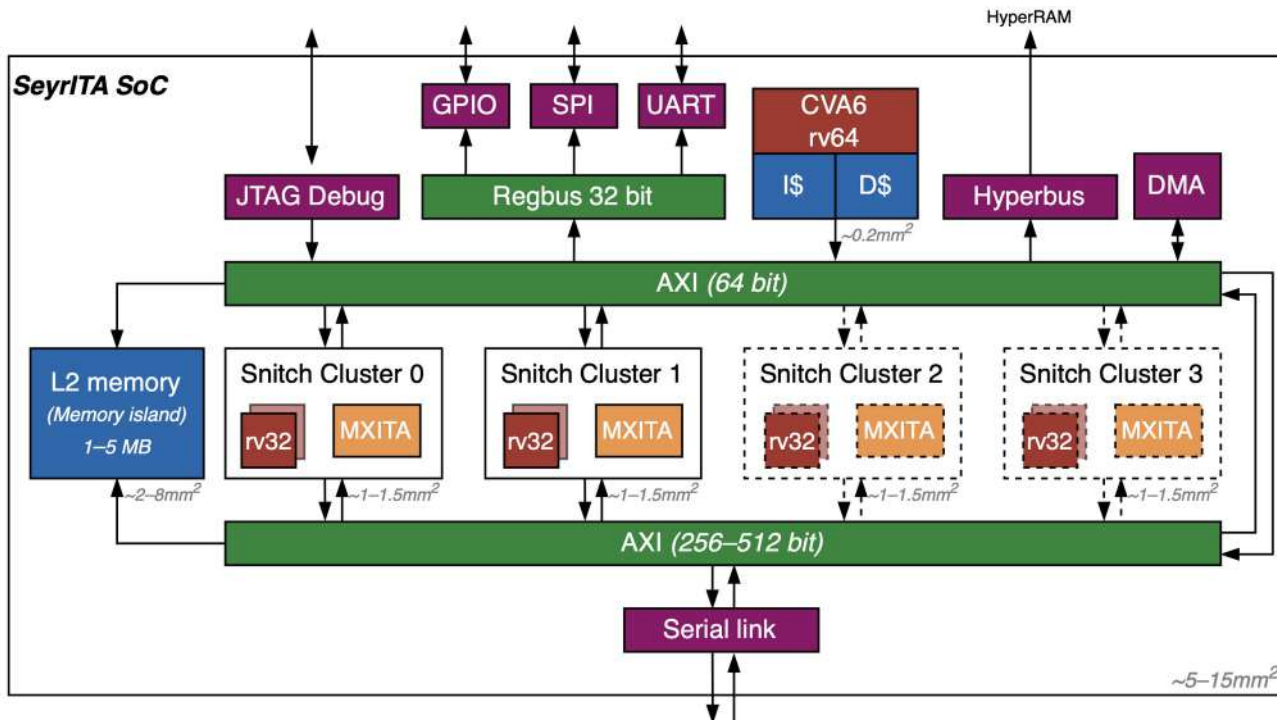 HyperRAM
SeyrITA SoC
GPIO
SPI
UART
CVA6
rv64
I$
D$
JTAG Debug
Regbus 32 bit
Hyperbus
DMA
~0.2mm²
AXI (64 bit)
L2 memory
(Memory island)
1–5 MB
~2–8mm²
Snitch Cluster 0
rv32
MXITA
~1–1.5mm²
Snitch Cluster 1
rv32
MXITA
~1–1.5mm²
Snitch Cluster 2
rv32
MXITA
~1–1.5mm²
Snitch Cluster 3
rv32
MXITA
~1–1.5mm²
AXI (256–512 bit)
Serial link
~5–15mm²